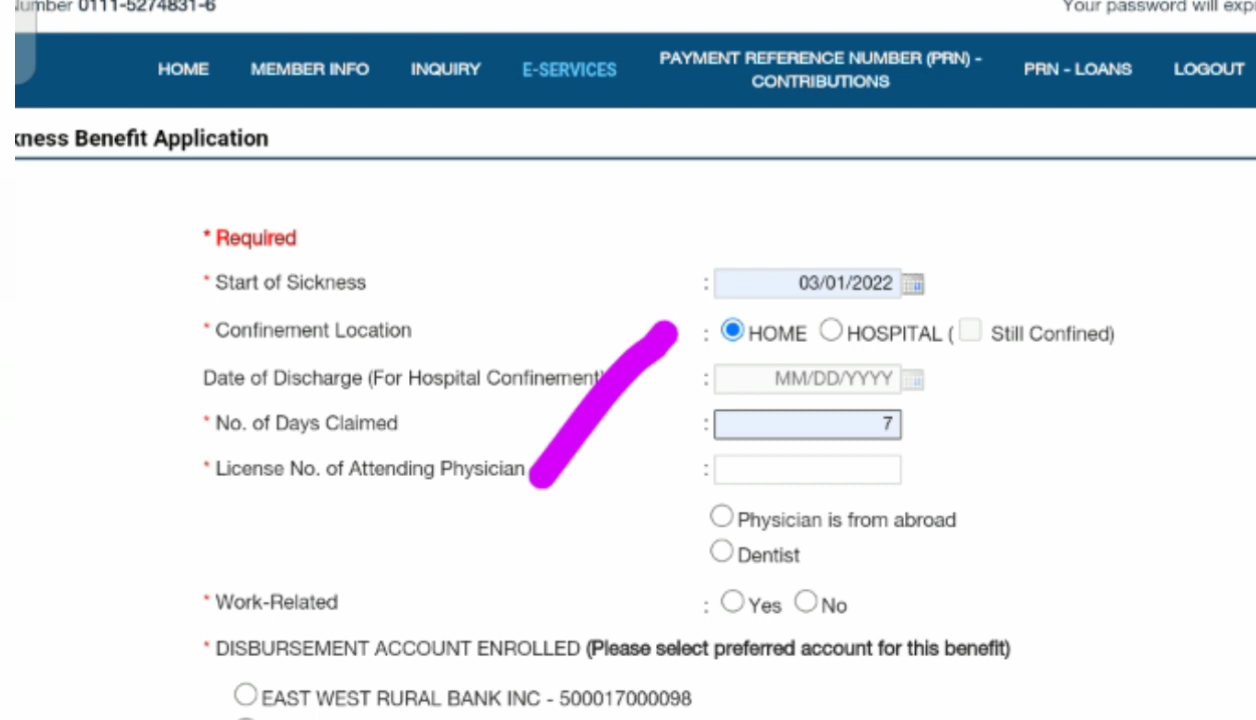 Number 0111-5274831-6
Your password will expi
HOME MEMBER INFO INQUIRY E-SERVICES PAYMENT REFERENCE NUMBER (PRN) - CONTRIBUTIONS PRN - LOANS LOGOUT
kness Benefit Application
* Required
* Start of Sickness : 03/01/2022
* Confinement Location : HOME HOSPITAL ( Still Confined)
Date of Discharge (For Hospital Confinement) : MM/DD/YYYY
* No. of Days Claimed : 7
* License No. of Attending Physician :
Physician is from abroad
Dentist
* Work-Related : Yes No
* DISBURSEMENT ACCOUNT ENROLLED (Please select preferred account for this benefit)
EAST WEST RURAL BANK INC - 500017000098